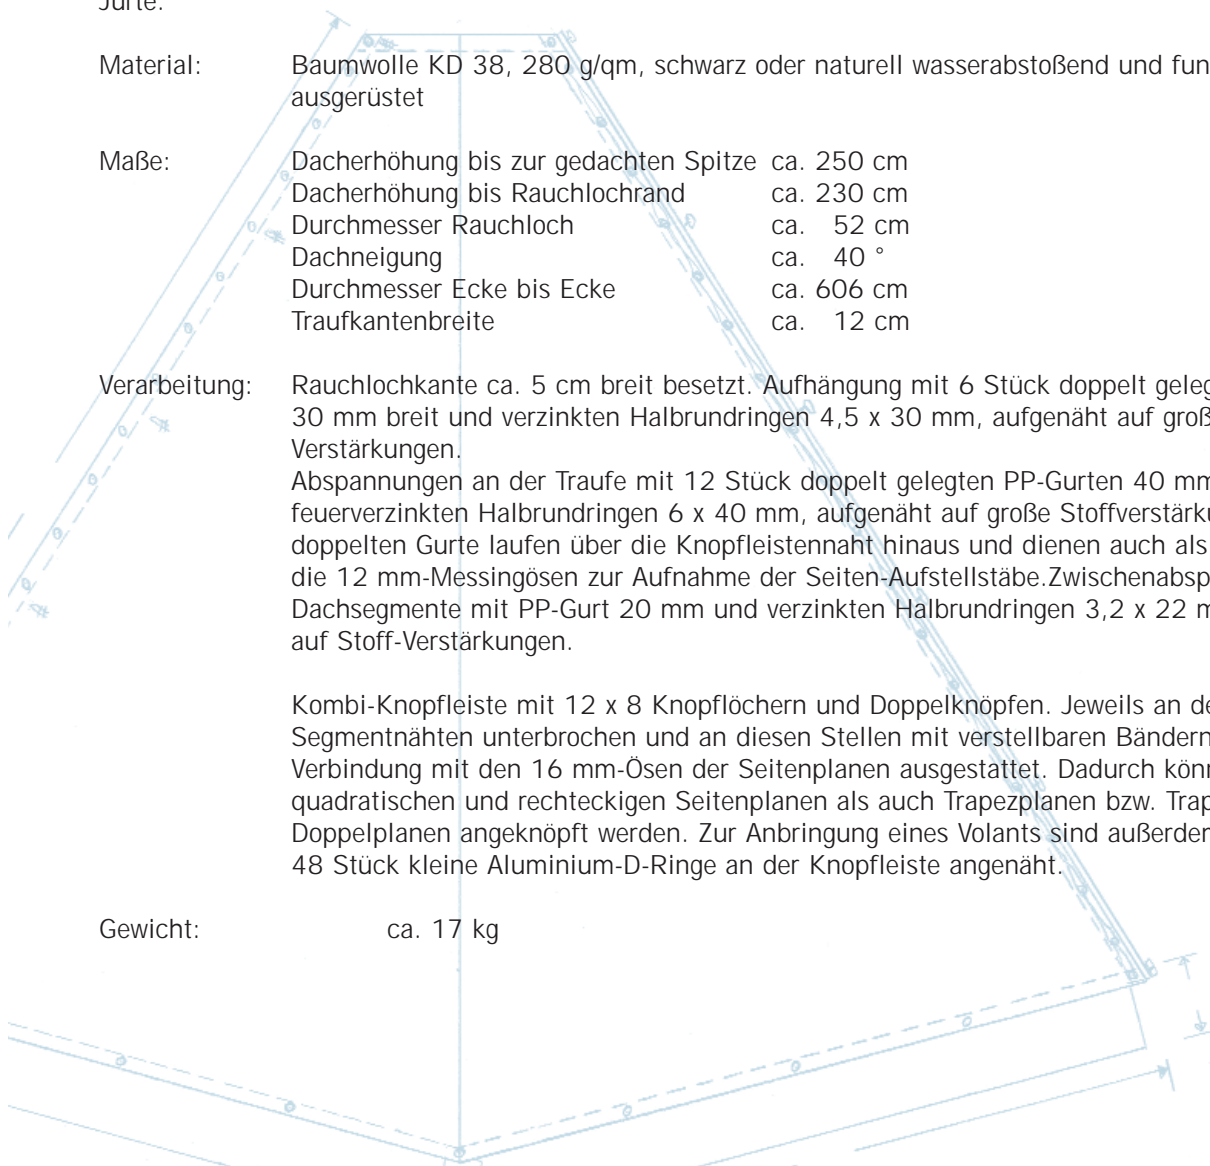 Jurte:
Material: Baumwolle KD 38, 280 g/qm, schwarz oder naturell wasserabstoßend und fun
ausgerüstet
Maße: Dacherhöhung bis zur gedachten Spitze ca. 250 cm
Dacherhöhung bis Rauchlochrand ca. 230 cm
Durchmesser Rauchloch ca. 52 cm
Dachneigung ca. 40 °
Durchmesser Ecke bis Ecke ca. 606 cm
Traufkantenbreite ca. 12 cm
Verarbeitung: Rauchlochkante ca. 5 cm breit besetzt. Aufhängung mit 6 Stück doppelt geleg
30 mm breit und verzinkten Halbrundringen 4,5 x 30 mm, aufgenäht auf groß
Verstärkungen.
Abspannungen an der Traufe mit 12 Stück doppelt gelegten PP-Gurten 40 mm
feuerverzinkten Halbrundringen 6 x 40 mm, aufgenäht auf große Stoffverstärku
doppelten Gurte laufen über die Knopfleistennaht hinaus und dienen auch als
die 12 mm-Messingösen zur Aufnahme der Seiten-Aufstellstäbe.Zwischenabsp
Dachsegmente mit PP-Gurt 20 mm und verzinkten Halbrundringen 3,2 x 22 m
auf Stoff-Verstärkungen.
Kombi-Knopfleiste mit 12 x 8 Knopflöchern und Doppelknöpfen. Jeweils an de
Segmentnähten unterbrochen und an diesen Stellen mit verstellbaren Bändern
Verbindung mit den 16 mm-Ösen der Seitenplanen ausgestattet. Dadurch könn
quadratischen und rechteckigen Seitenplanen als auch Trapezplanen bzw. Trap
Doppelplanen angeknöpft werden. Zur Anbringung eines Volants sind außerdem
48 Stück kleine Aluminium-D-Ringe an der Knopfleiste angenäht.
Gewicht: ca. 17 kg